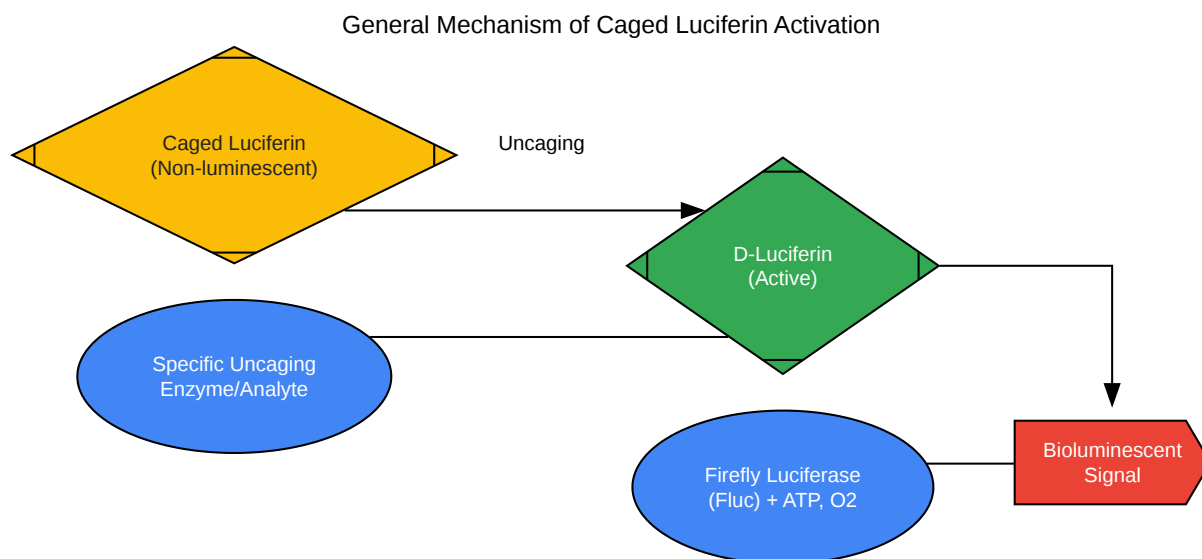 General Mechanism of Caged Luciferin Activation
Caged Luciferin
(Non-luminescent)
Uncaging
D-Luciferin
(Active)
Specific Uncaging
Enzyme/Analyte
Firefly Luciferase
(Fluc) + ATP, O2
Bioluminescent
Signal